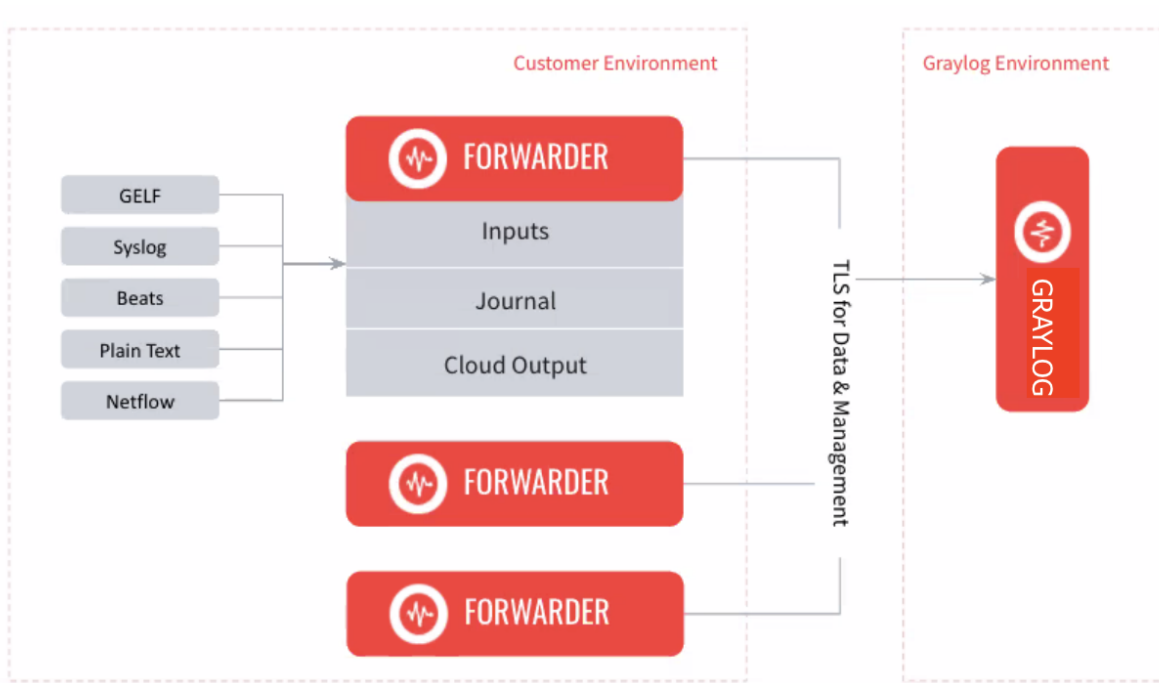 Customer Environment
Graylog Environment
GELF
Syslog
Beats
Plain Text
Netflow
FORWARDER
Inputs
Journal
Cloud Output
FORWARDER
FORWARDER
TLS for Data & Management
GRAYLOG